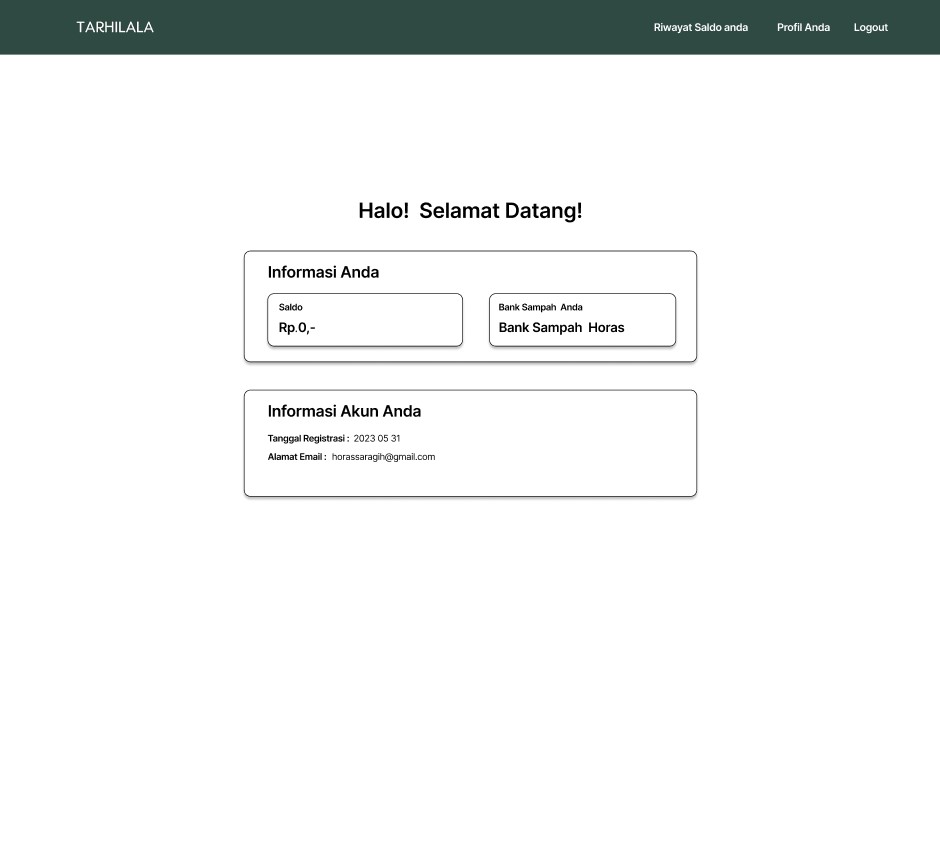 TARHILALA
Riwayat Saldo anda Profil Anda Logout
Halo! Selamat Datang!
Informasi Anda
Saldo
Rp.0,-
Bank Sampah Anda
Bank Sampah Horas
Informasi Akun Anda
Tanggal Registrasi : 2023 05 31
Alamat Email : horassaragih@gmail.com